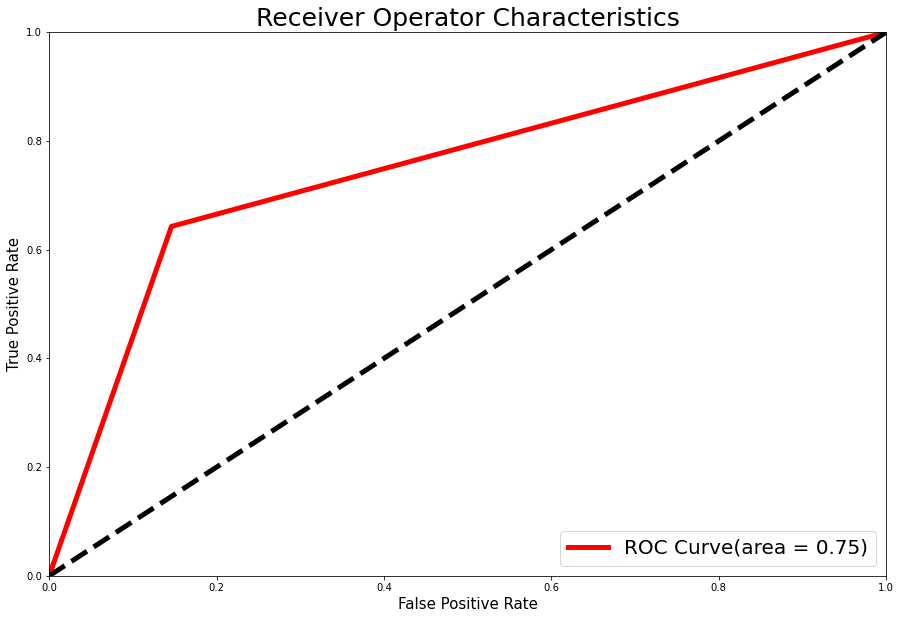 Receiver Operator Characteristics
1.0
0.8
0.6
0.4
0.2
0.0
True Positive Rate
ROC Curve(area = 0.75)
0.0 0.2 0.4 0.6 0.8 1.0
False Positive Rate